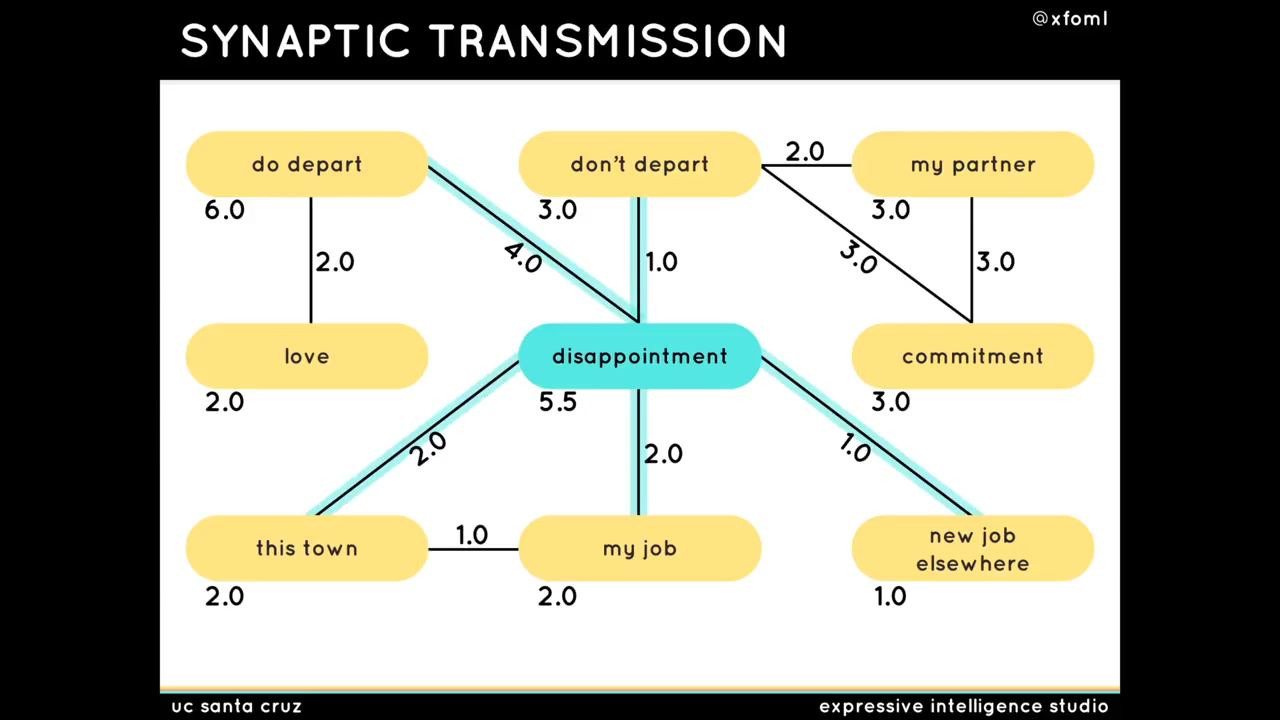 @xfoml
SYNAPTIC TRANSMISSION
do depart
don't depart
2.0
my partner
6.0
3.0
3.0
2.0
4.0
1.0
3.0
3.0
love
disappointment
commitment
2.0
5.5
3.0
2.0
2.0
1.0
this town
1.0
my job
new job
elsewhere
2.0
2.0
1.0
uc santa cruz
expressive intelligence studio